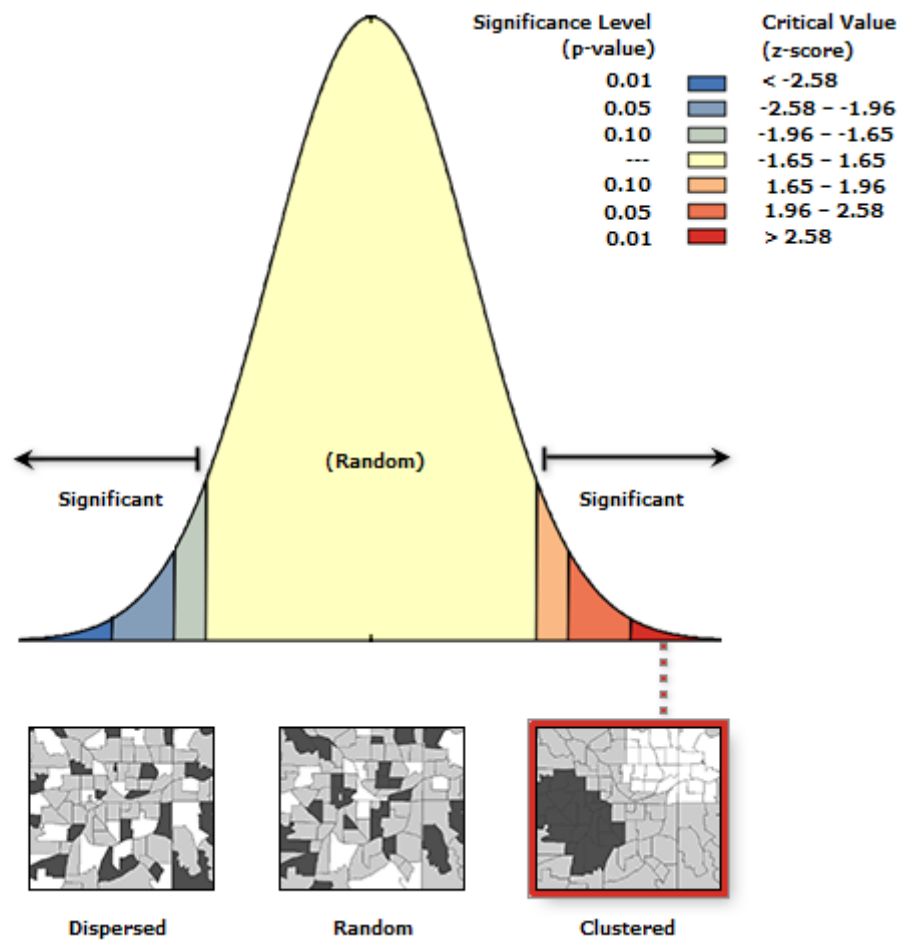 Significance Level Critical Value
(p-value) (z-score)
0.01 < -2.58
0.05 -2.58 – -1.96
0.10 -1.96 – -1.65
--- -1.65 – 1.65
0.10 1.65 – 1.96
0.05 1.96 – 2.58
0.01 > 2.58
(Random)
Significant Significant
Dispersed Random Clustered